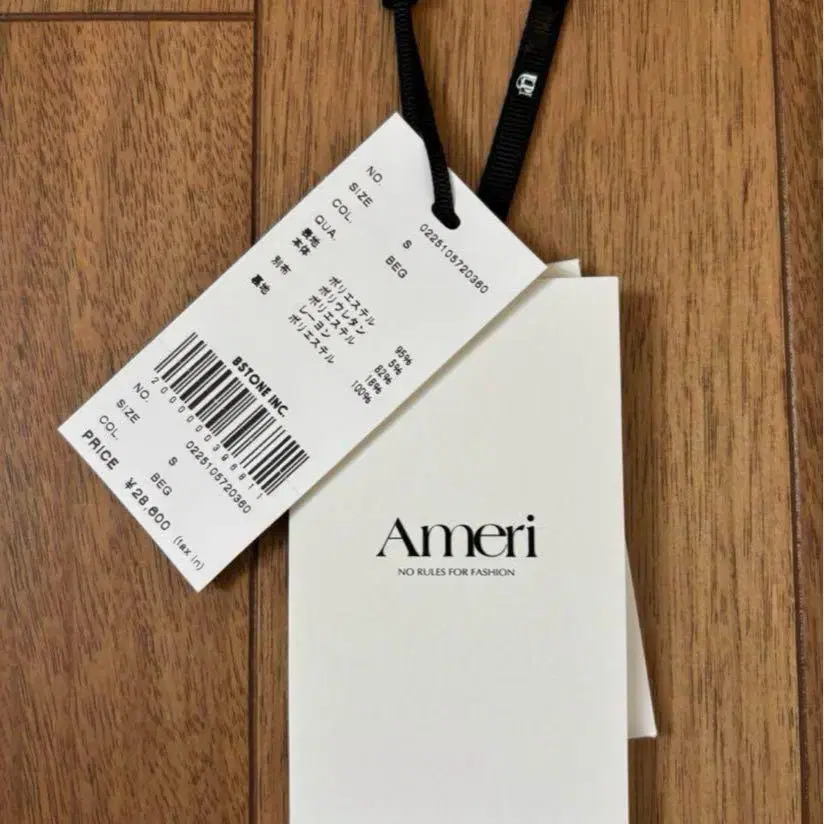 NO. 0225105720360
SIZE S
COL. BEG
QUA.
表地
本体 ポリエステル 95%
ポリウレタン 5%
別布 ポリエステル 82%
レーヨン 18%
裏地 ポリエステル 100%
BSTONE INC.
2000000396811
NO. 0225105720360
SIZE S
COL. BEG
PRICE ¥28,600 (tax in)
Ameri
NO RULES FOR FASHION